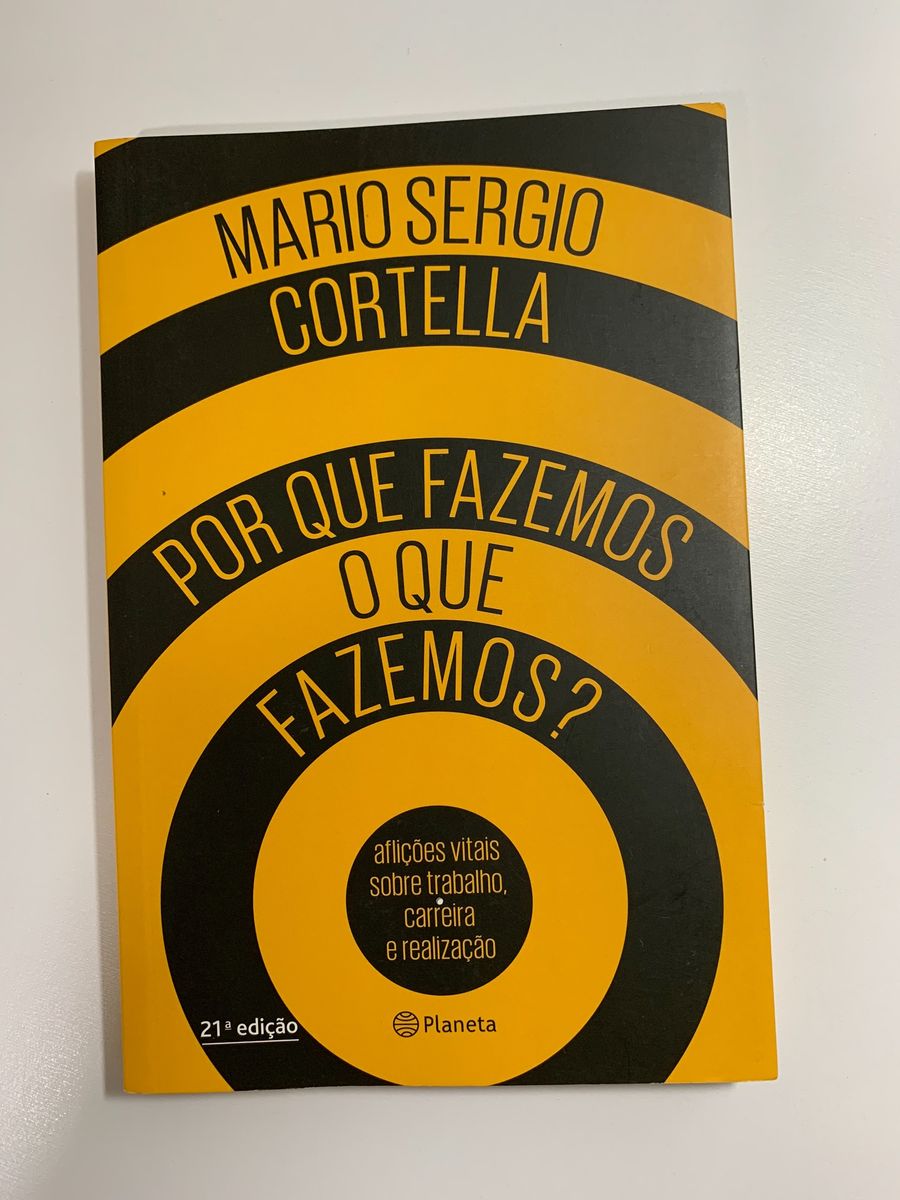 MARIO SERGIO
CORTELLA
POR QUE FAZEMOS
O QUE
FAZEMOS?
aflições vitais
sobre trabalho,
carreira
e realização
21ª edição
Planeta